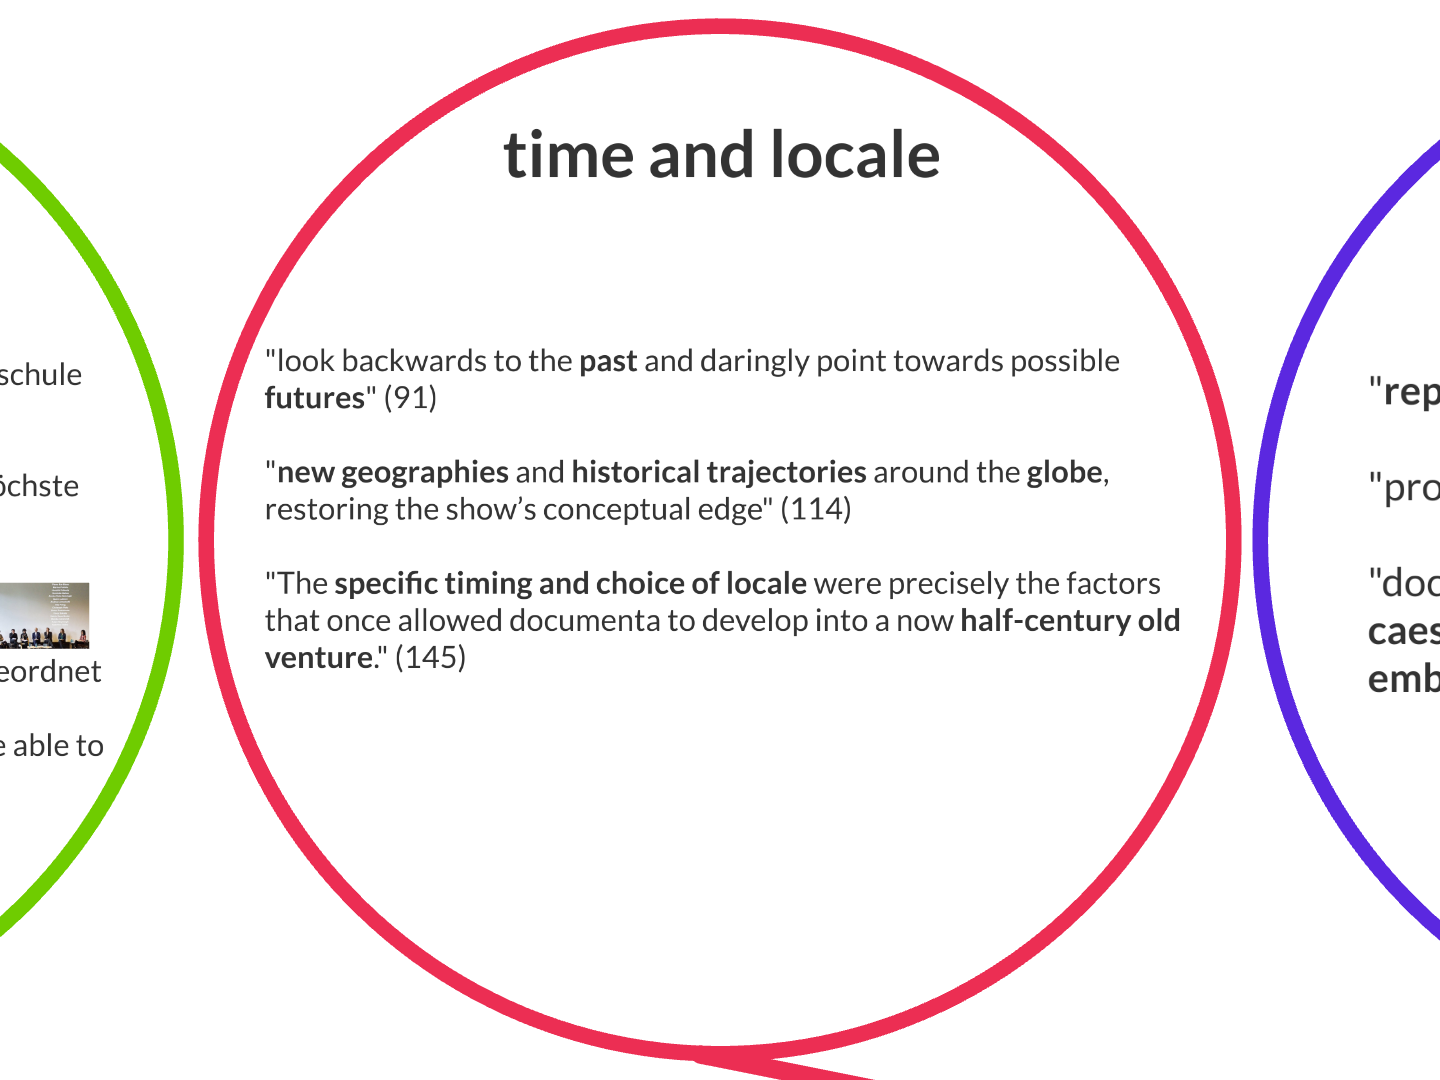 time and locale
"look backwards to the past and daringly point towards possible
futures" (91)
"new geographies and historical trajectories around the globe,
restoring the show’s conceptual edge" (114)
"The specific timing and choice of locale were precisely the factors
that once allowed documenta to develop into a now half-century old
venture." (145)
schule
öchste
eordnet
e able to
"rep
"pro
"doc
caes
emb